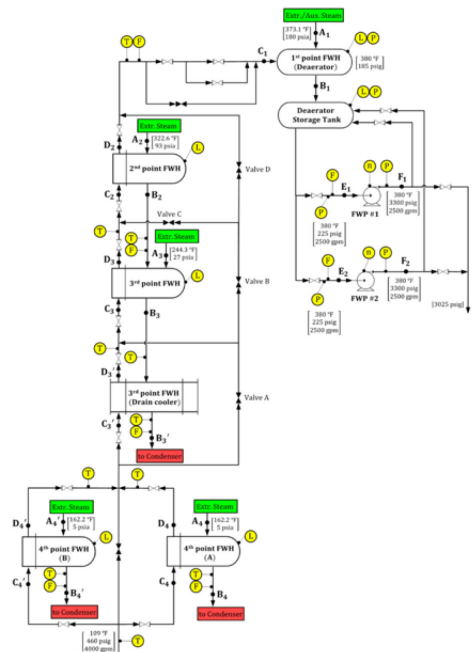 Extr./Aux. Steam
[373.1 °F]
[180 psia]
A1
L P
T F
C1
1st point FWH
(Deaerator)
[380 °F]
[185 psig]
B1
L P
Deaerator
Storage Tank
Extr. Steam
A2
[322.6 °F]
[93 psia]
D2
L
2nd point FWH
Valve D
C2
B2
Valve C
T
Extr. Steam
T
F
A3
[244.3 °F]
[27 psia]
D3
L
3rd point FWH
Valve B
C3
B3
T
T
D3'
3rd point FWH
(Drain cooler)
Valve A
C3'
T
F
B3'
to Condenser
F
n P
E1
F1
P
FWP #1
[380 °F]
[225 psig]
[2500 gpm]
[380 °F]
[3300 psig]
[2500 gpm]
F
n P
E2
F2
P
FWP #2
[3025 psig]
[380 °F]
[225 psig]
[2500 gpm]
[380 °F]
[3300 psig]
[2500 gpm]
T
T
Extr. Steam
A4'
[162.2 °F]
[5 psia]
D4'
L
4th point FWH
(B)
C4'
T
F
B4'
to Condenser
Extr. Steam
A4
[162.2 °F]
[5 psia]
D4
L
4th point FWH
(A)
C4
T
F
B4
to Condenser
[109 °F]
[460 psig]
[4000 gpm]
T